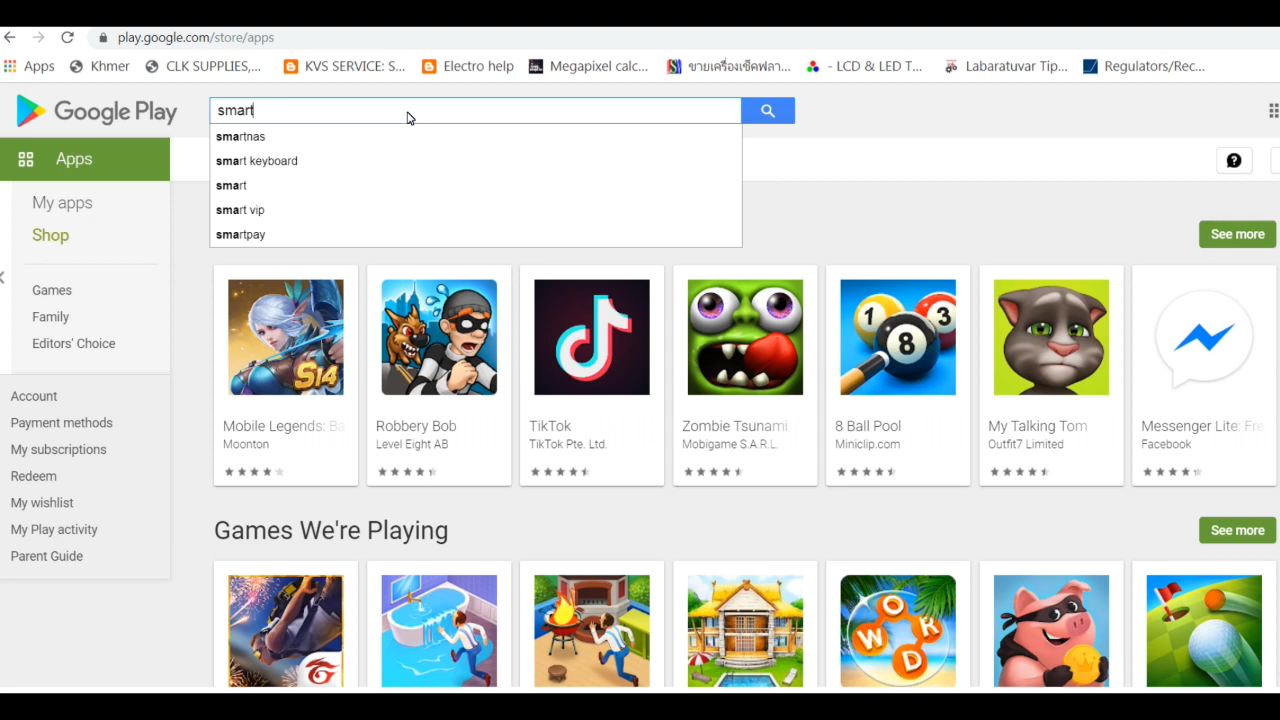 play.google.com/store/apps
Apps
Khmer
CLK SUPPLIES,...
KVS SERVICE: S...
Electro help
Megapixel calc...
ขายเครื่องเช็คฟลา...
- LCD & LED T...
Labaratuvar Tip...
Regulators/Rec...
Google Play
smart
smartnas
smart keyboard
smart
smart vip
smartpay
Apps
My apps
Shop
Games
Family
Editors' Choice
Account
Payment methods
My subscriptions
Redeem
My wishlist
My Play activity
Parent Guide
See more
S14
1
3
8
Mobile Legends: Ba
Moonton
Robbery Bob
Level Eight AB
TikTok
TikTok Pte. Ltd.
Zombie Tsunami
Mobigame S.A.R.L.
8 Ball Pool
Miniclip.com
My Talking Tom
Outfit7 Limited
Messenger Lite: Fre
Facebook
Games We're Playing
See more
W
O
R
D